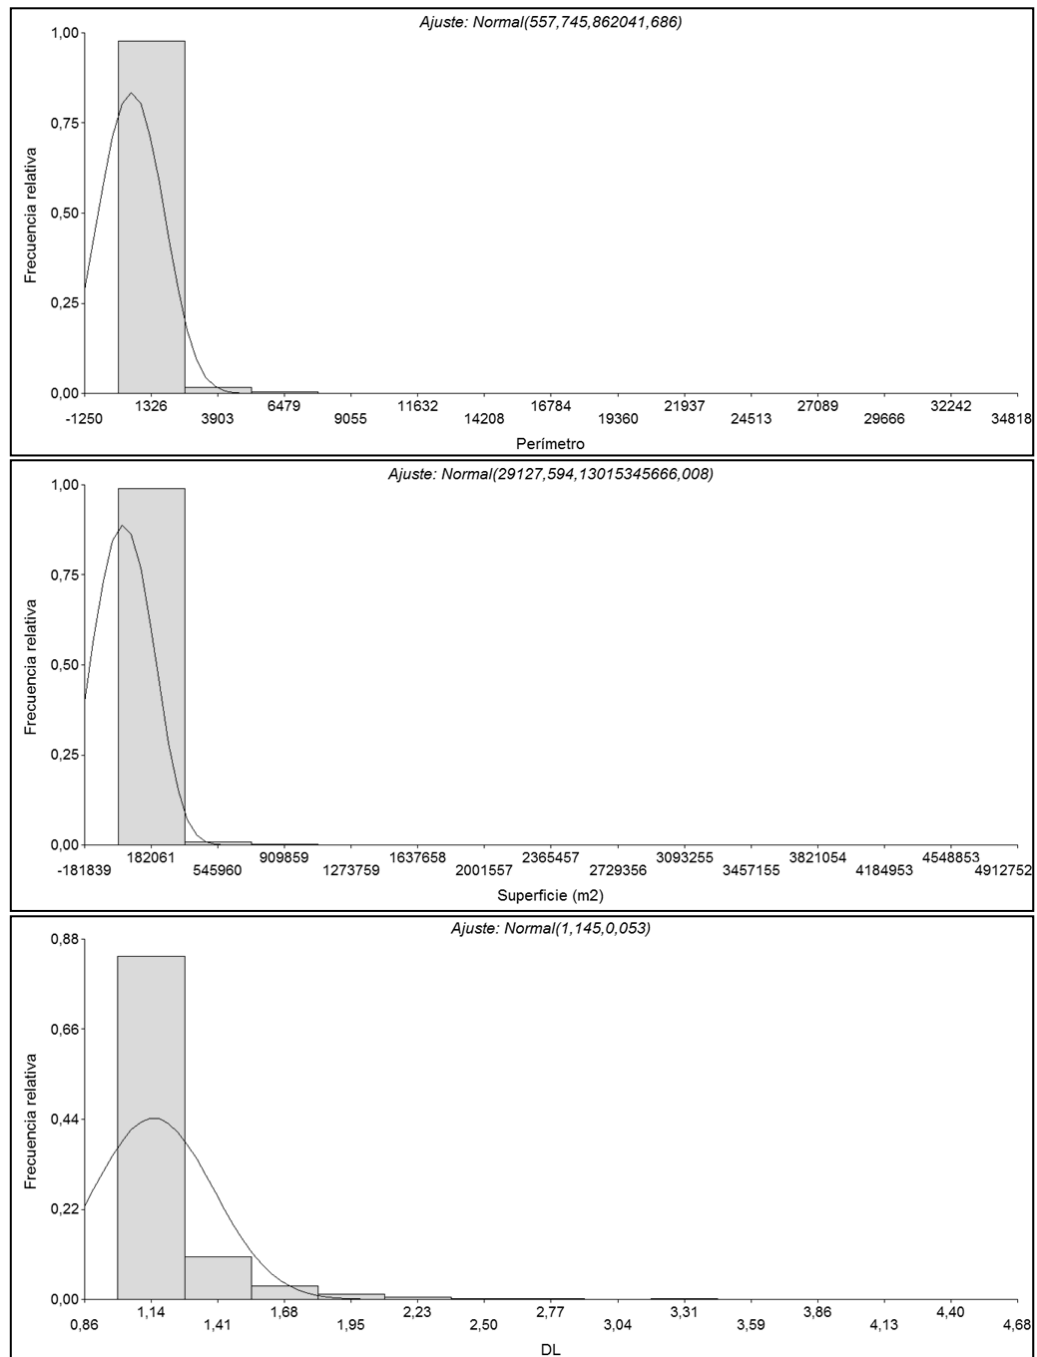 Ajuste: Normal(557,745,862041,686)
1,00
0,75
0,50
0,25
0,00
Frecuencia relativa
1326 6479 11632 16784 21937 27089 32242
-1250 3903 9055 14208 19360 24513 29666 34818
Perímetro
Ajuste: Normal(29127,594,13015345666,008)
1,00
0,75
0,50
0,25
0,00
Frecuencia relativa
182061 909859 1637658 2365457 3093255 3821054 4548853
-181839 545960 1273759 2001557 2729356 3457155 4184953 4912752
Superficie (m2)
Ajuste: Normal(1,145,0,053)
0,88
0,66
0,44
0,22
0,00
Frecuencia relativa
1,14 1,68 2,23 2,77 3,31 3,86 4,40
0,86 1,41 1,95 2,50 3,04 3,59 4,13 4,68
DL